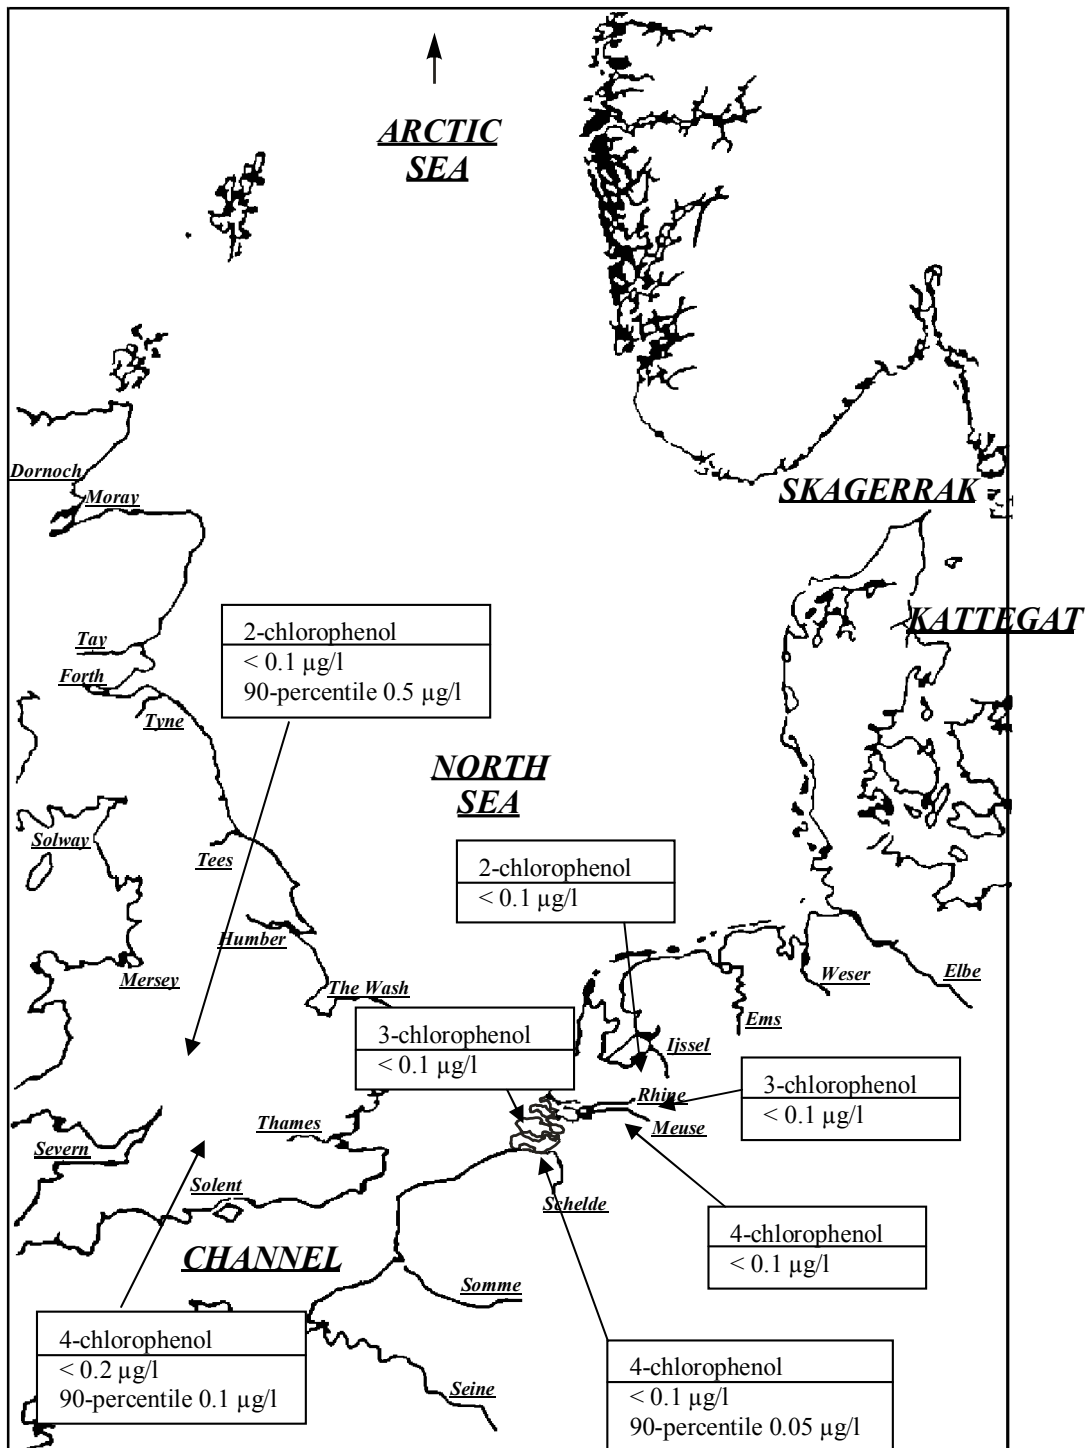 ARCTIC
SEA
Dornoch
Moray
SKAGERRAK
KATTEGAT
2-chlorophenol
< 0.1 µg/l
90-percentile 0.5 µg/l
Tay
Forth
Tyne
NORTH
SEA
Solway
Tees
2-chlorophenol
< 0.1 µg/l
Humber
Mersey
The Wash
Weser
Elbe
Ems
3-chlorophenol
< 0.1 µg/l
Ijssel
3-chlorophenol
< 0.1 µg/l
Rhine
Meuse
Thames
Severn
Solent
Schelde
4-chlorophenol
< 0.1 µg/l
CHANNEL
Somme
4-chlorophenol
< 0.2 µg/l
90-percentile 0.1 µg/l
Seine
4-chlorophenol
< 0.1 µg/l
90-percentile 0.05 µg/l